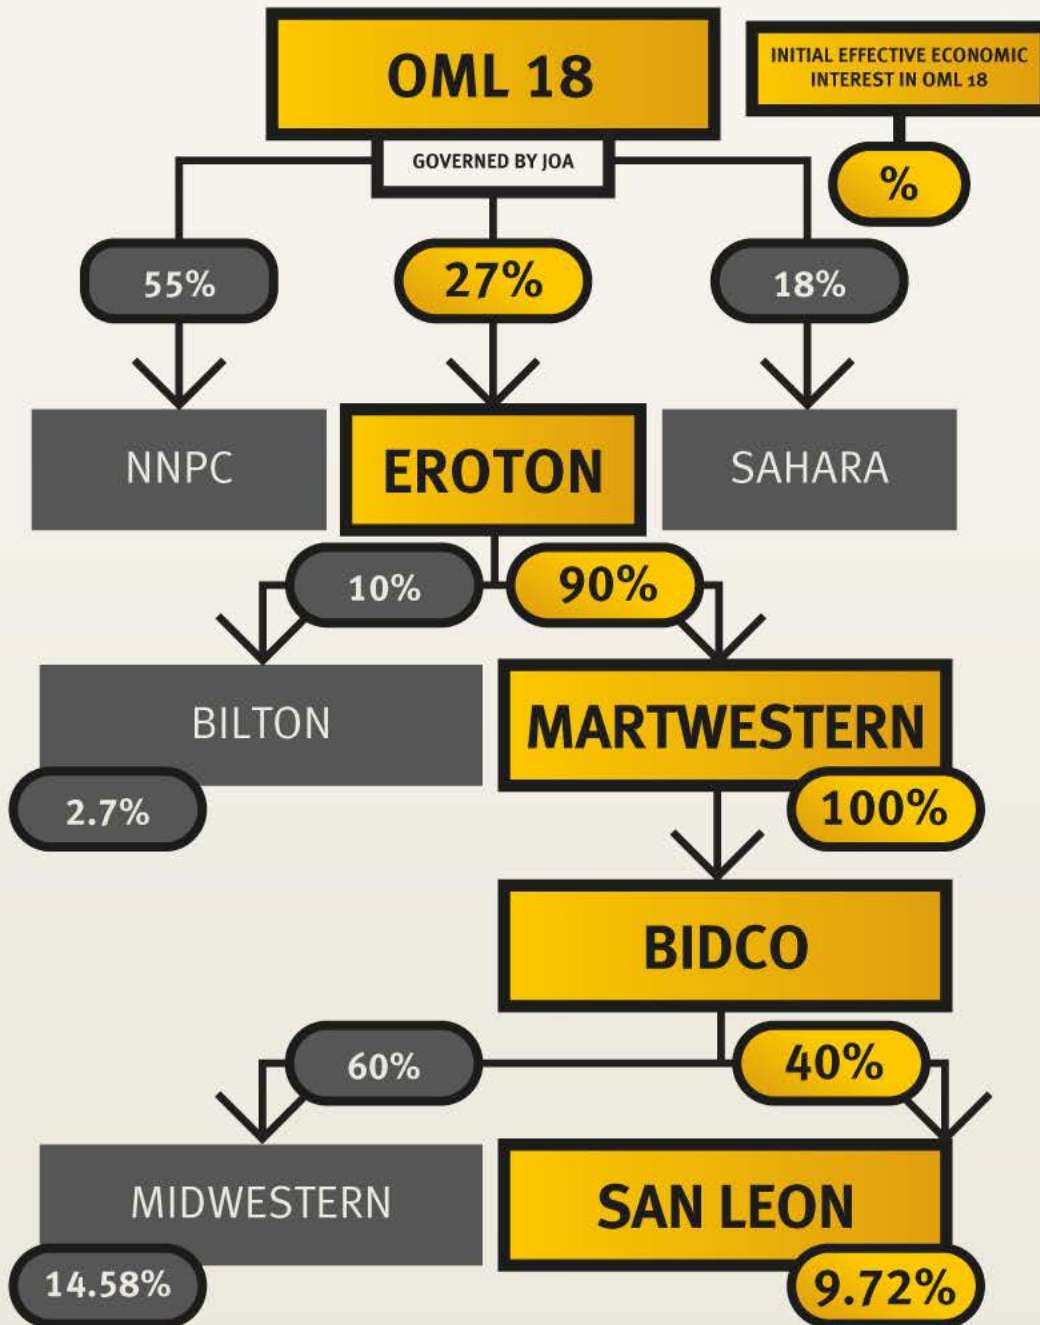 OML 18
INITIAL EFFECTIVE ECONOMIC
INTEREST IN OML 18
GOVERNED BY JOA
%
55%
27%
18%
NNPC
EROTON
SAHARA
10%
90%
BILTON
MARTWESTERN
2.7%
100%
BIDCO
60%
40%
MIDWESTERN
SAN LEON
14.58%
9.72%